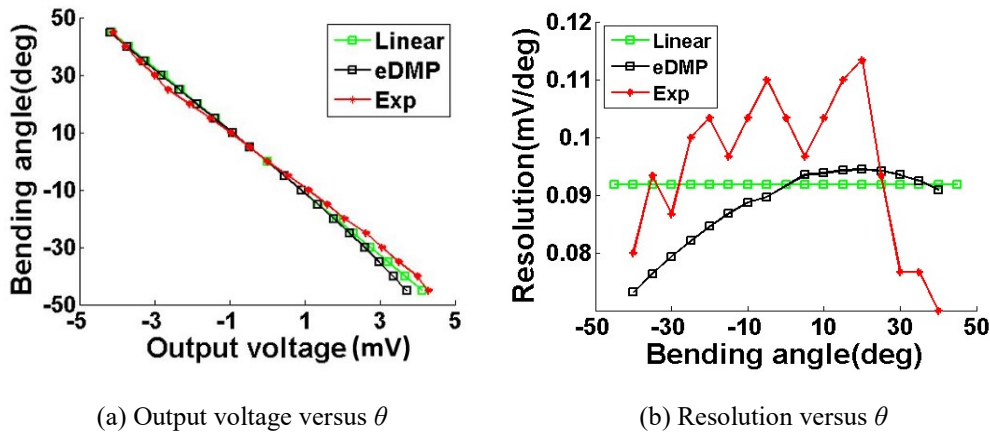 50
30
10
-10
-30
-50
-5
-3
-1
1
3
5
Bending angle(deg)
Output voltage (mV)
Linear
eDMP
Exp
(a) Output voltage versus θ
0.12
0.11
0.1
0.09
0.08
-50
-30
-10
10
30
50
Resolution(mV/deg)
Bending angle(deg)
Linear
eDMP
Exp
(b) Resolution versus θ